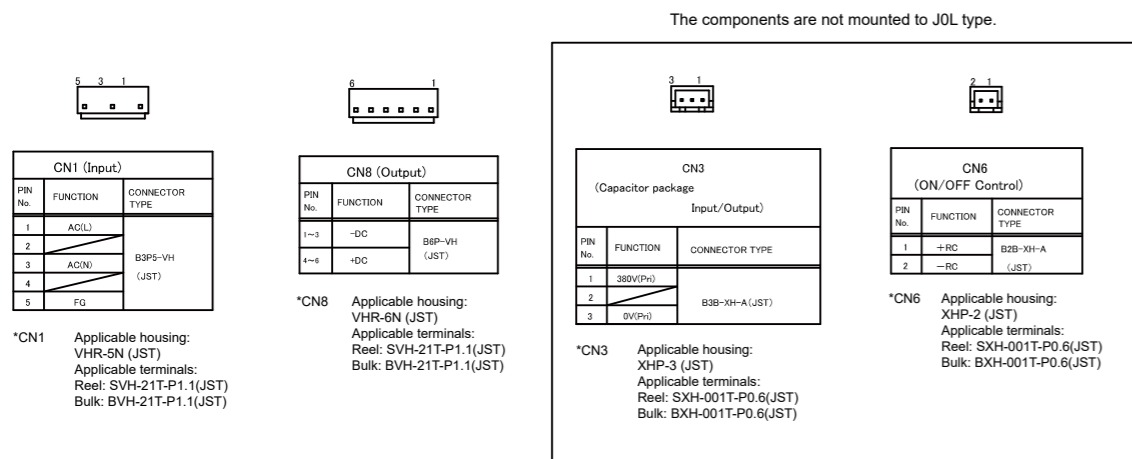 The components are not mounted to J0L type.
5 3 1
CN1 (Input)
PIN No. FUNCTION CONNECTOR TYPE
1 AC(L)
2
3 AC(N)
4
5 FG
B3P5-VH
(JST)
*CN1 Applicable housing:
VHR-5N (JST)
Applicable terminals:
Reel: SVH-21T-P1.1(JST)
Bulk: BVH-21T-P1.1(JST)
6 1
CN8 (Output)
PIN No. FUNCTION CONNECTOR TYPE
1~3 -DC
4~6 +DC
B6P-VH
(JST)
*CN8 Applicable housing:
VHR-6N (JST)
Applicable terminals:
Reel: SVH-21T-P1.1(JST)
Bulk: BVH-21T-P1.1(JST)
3 1
CN3
(Capacitor package
Input/Output)
PIN No. FUNCTION CONNECTOR TYPE
1 380V(Pri)
2
3 0V(Pri)
B3B-XH-A(JST)
*CN3 Applicable housing:
XHP-3 (JST)
Applicable terminals:
Reel: SXH-001T-P0.6(JST)
Bulk: BXH-001T-P0.6(JST)
2 1
CN6
(ON/OFF Control)
PIN No. FUNCTION CONNECTOR TYPE
1 +RC
2 -RC
B2B-XH-A
(JST)
*CN6 Applicable housing:
XHP-2 (JST)
Applicable terminals:
Reel: SXH-001T-P0.6(JST)
Bulk: BXH-001T-P0.6(JST)